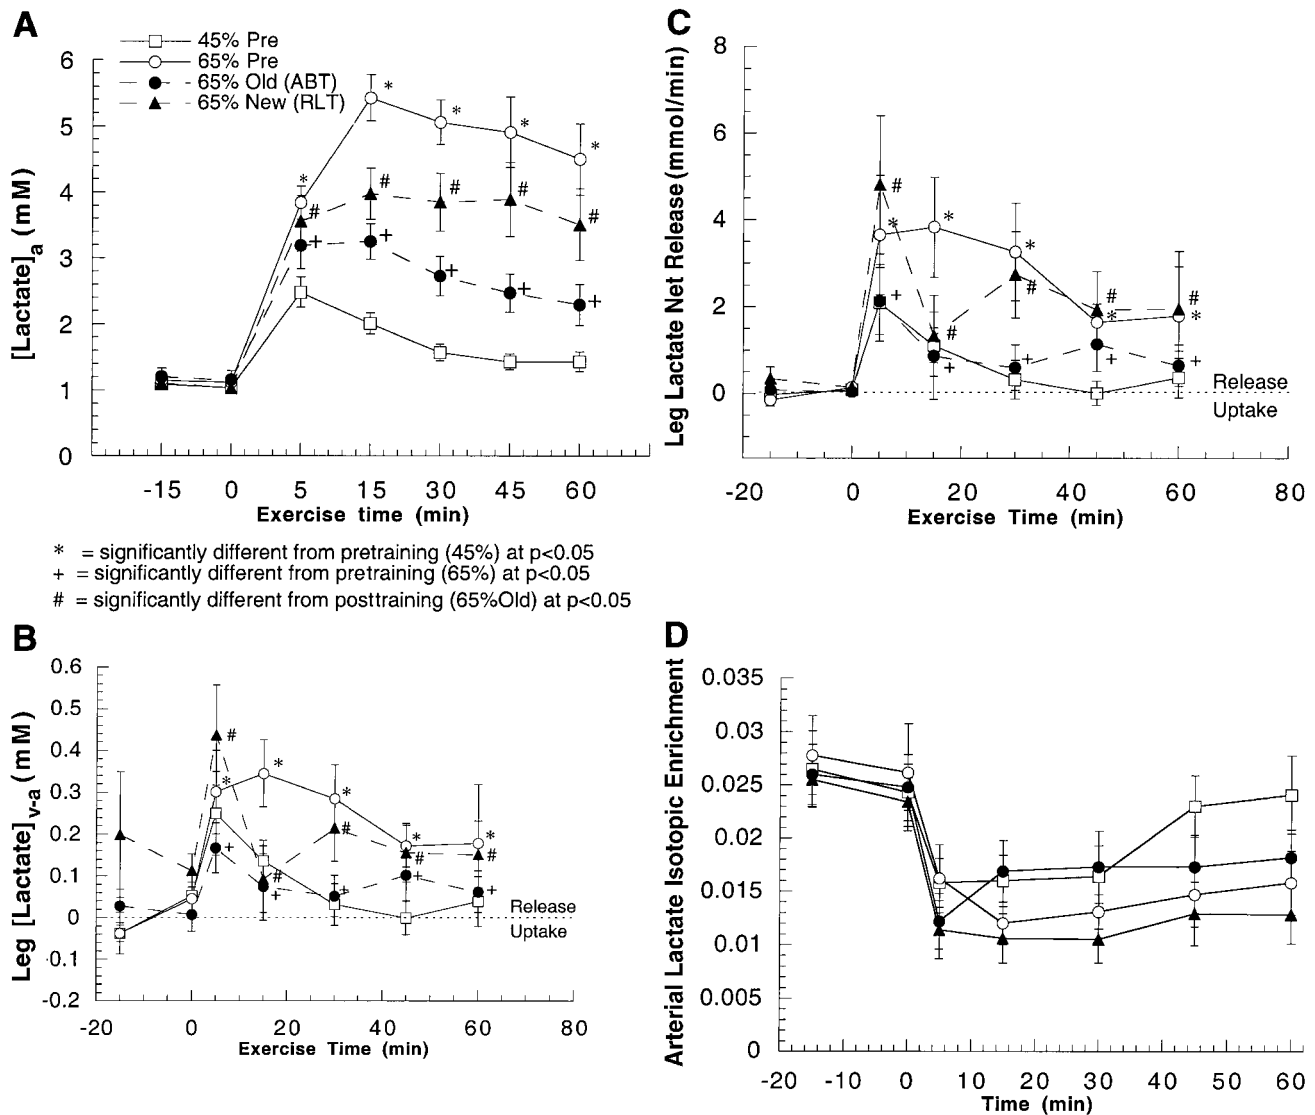 A
45% Pre
65% Pre
65% Old (ABT)
65% New (RLT)
[Lactate]a (mM)
6
5
4
3
2
1
0
* * * * *
# # # # #
+ + + + +
-15 0 5 15 30 45 60
Exercise time (min)
* = significantly different from pretraining (45%) at p<0.05
+ = significantly different from pretraining (65%) at p<0.05
# = significantly different from posttraining (65%Old) at p<0.05
B
Leg [Lactate]v-a (mM)
0.6
0.5
0.4
0.3
0.2
0.1
0
-0.1
-0.2
* * * * *
# # # # #
+ + + + +
Release
Uptake
-20 0 20 40 60 80
Exercise Time (min)
C
Leg Lactate Net Release (mmol/min)
8
6
4
2
0
* * * * *
# # # # #
+ + + + +
Release
Uptake
-20 0 20 40 60 80
Exercise Time (min)
D
Arterial Lactate Isotopic Enrichment
0.035
0.03
0.025
0.02
0.015
0.01
0.005
0
-20 -10 0 10 20 30 40 50 60
Time (min)